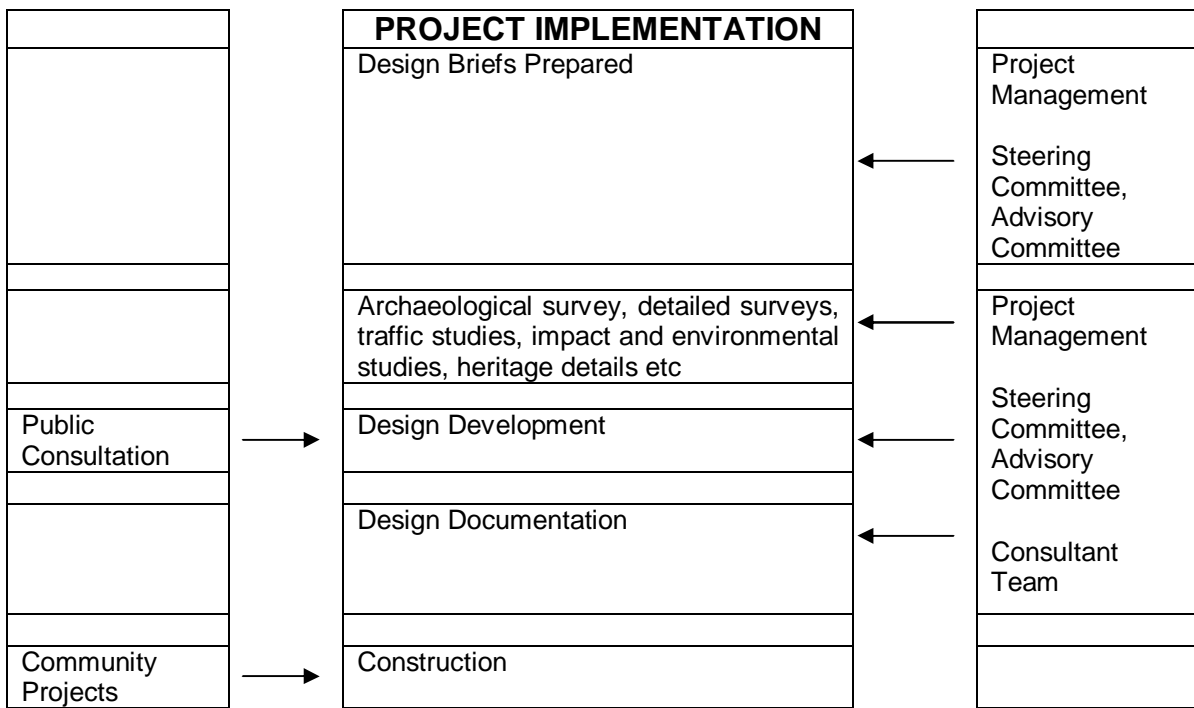 PROJECT IMPLEMENTATION
Design Briefs Prepared
Project
Management
Steering
Committee,
Advisory
Committee
Archaeological survey, detailed surveys,
traffic studies, impact and environmental
studies, heritage details etc
Project
Management
Steering
Committee,
Advisory
Committee
Consultant
Team
Public
Consultation
Design Development
Design Documentation
Community
Projects
Construction